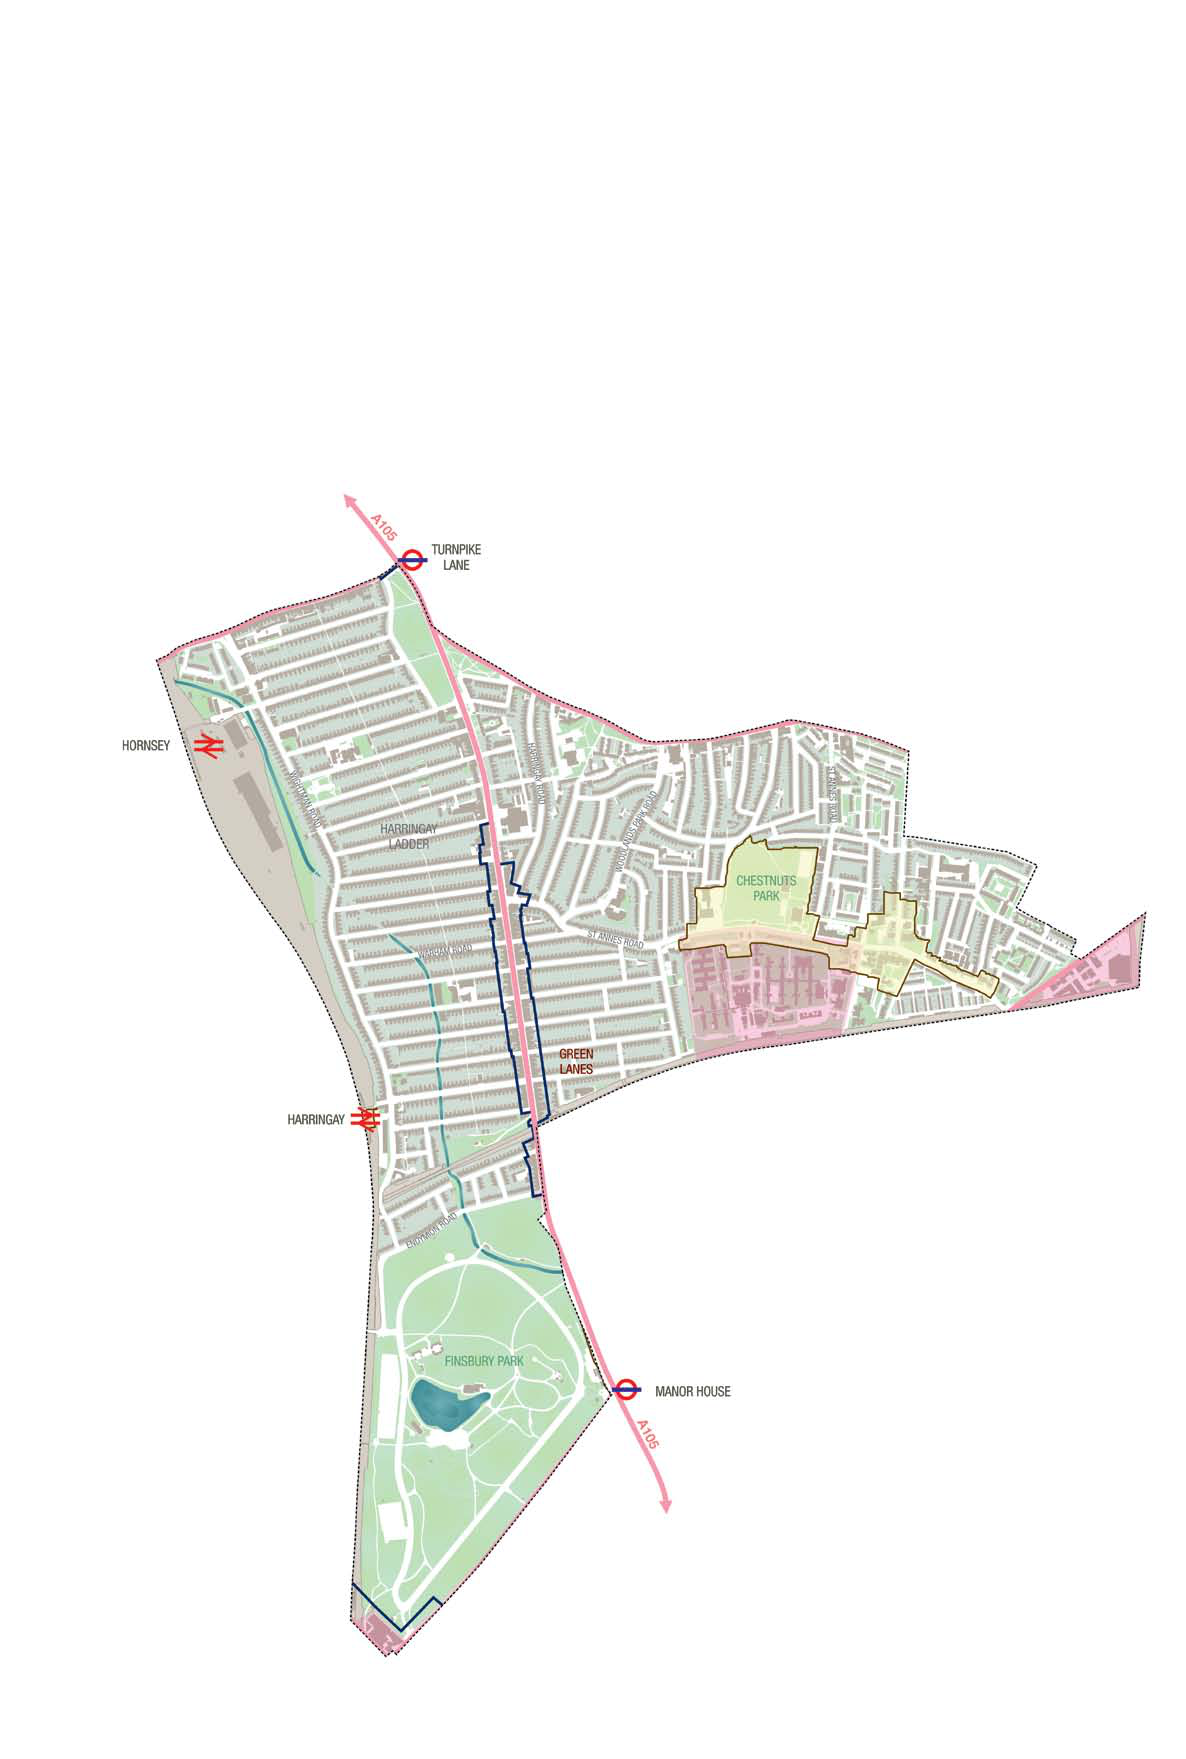 A105
TURNPIKE
LANE
HORNSEY
HARRINGAY ROAD
ST ANNES ROAD
WIGHTMAN ROAD
WOODLANDS PARK ROAD
HARRINGAY
LADDER
CHESTNUTS
PARK
ST ANNES ROAD
WARHAM ROAD
GREEN
LANES
HARRINGAY
ENDYMION ROAD
FINSBURY PARK
MANOR HOUSE
A105